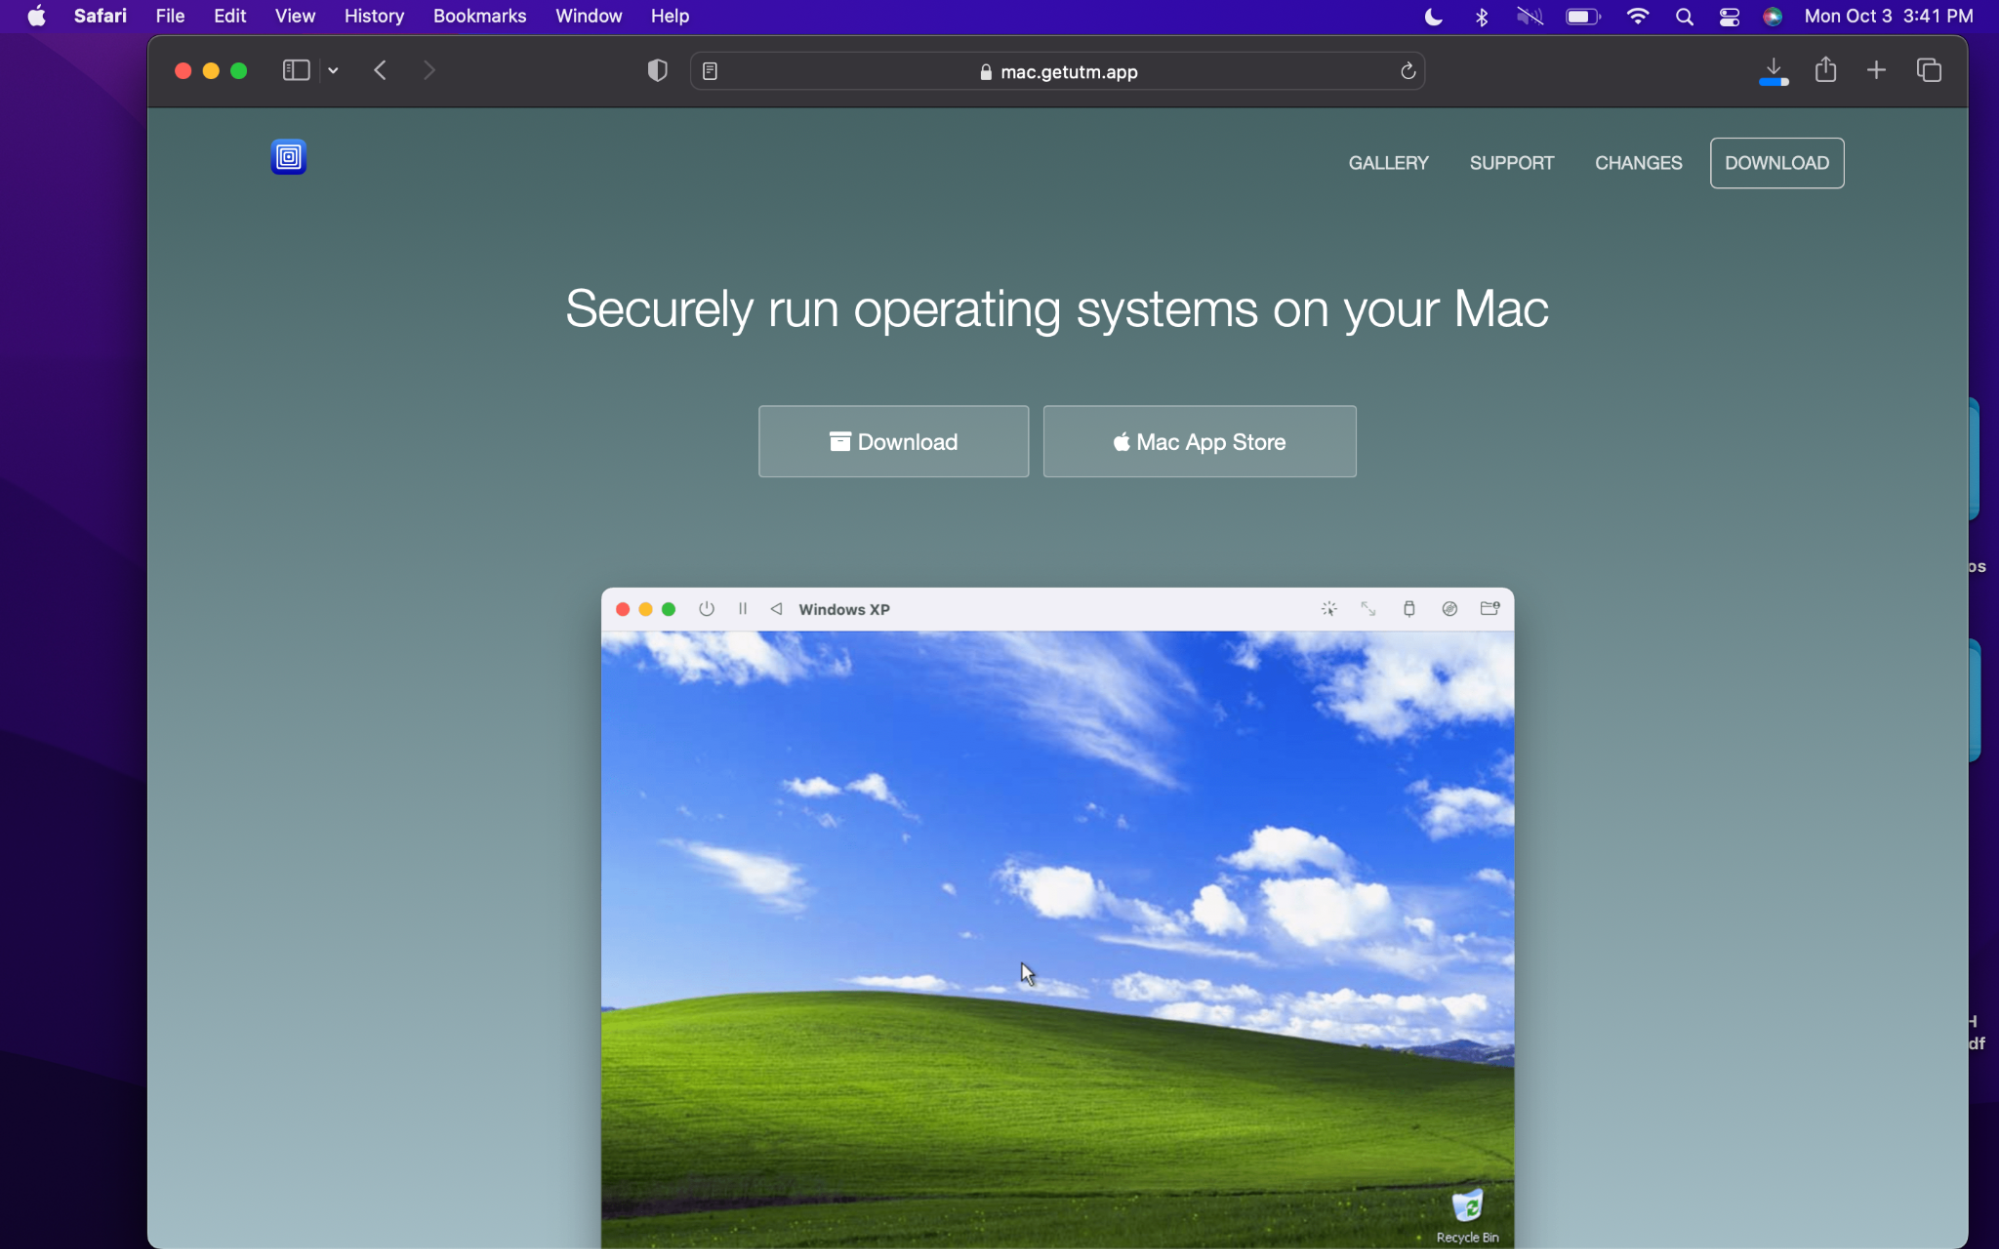 Safari File Edit View History Bookmarks Window Help Mon Oct 3 3:41 PM
mac.getutm.app
GALLERY SUPPORT CHANGES DOWNLOAD
Securely run operating systems on your Mac
Download Mac App Store
os
Windows XP
H
df
Recycle Bin